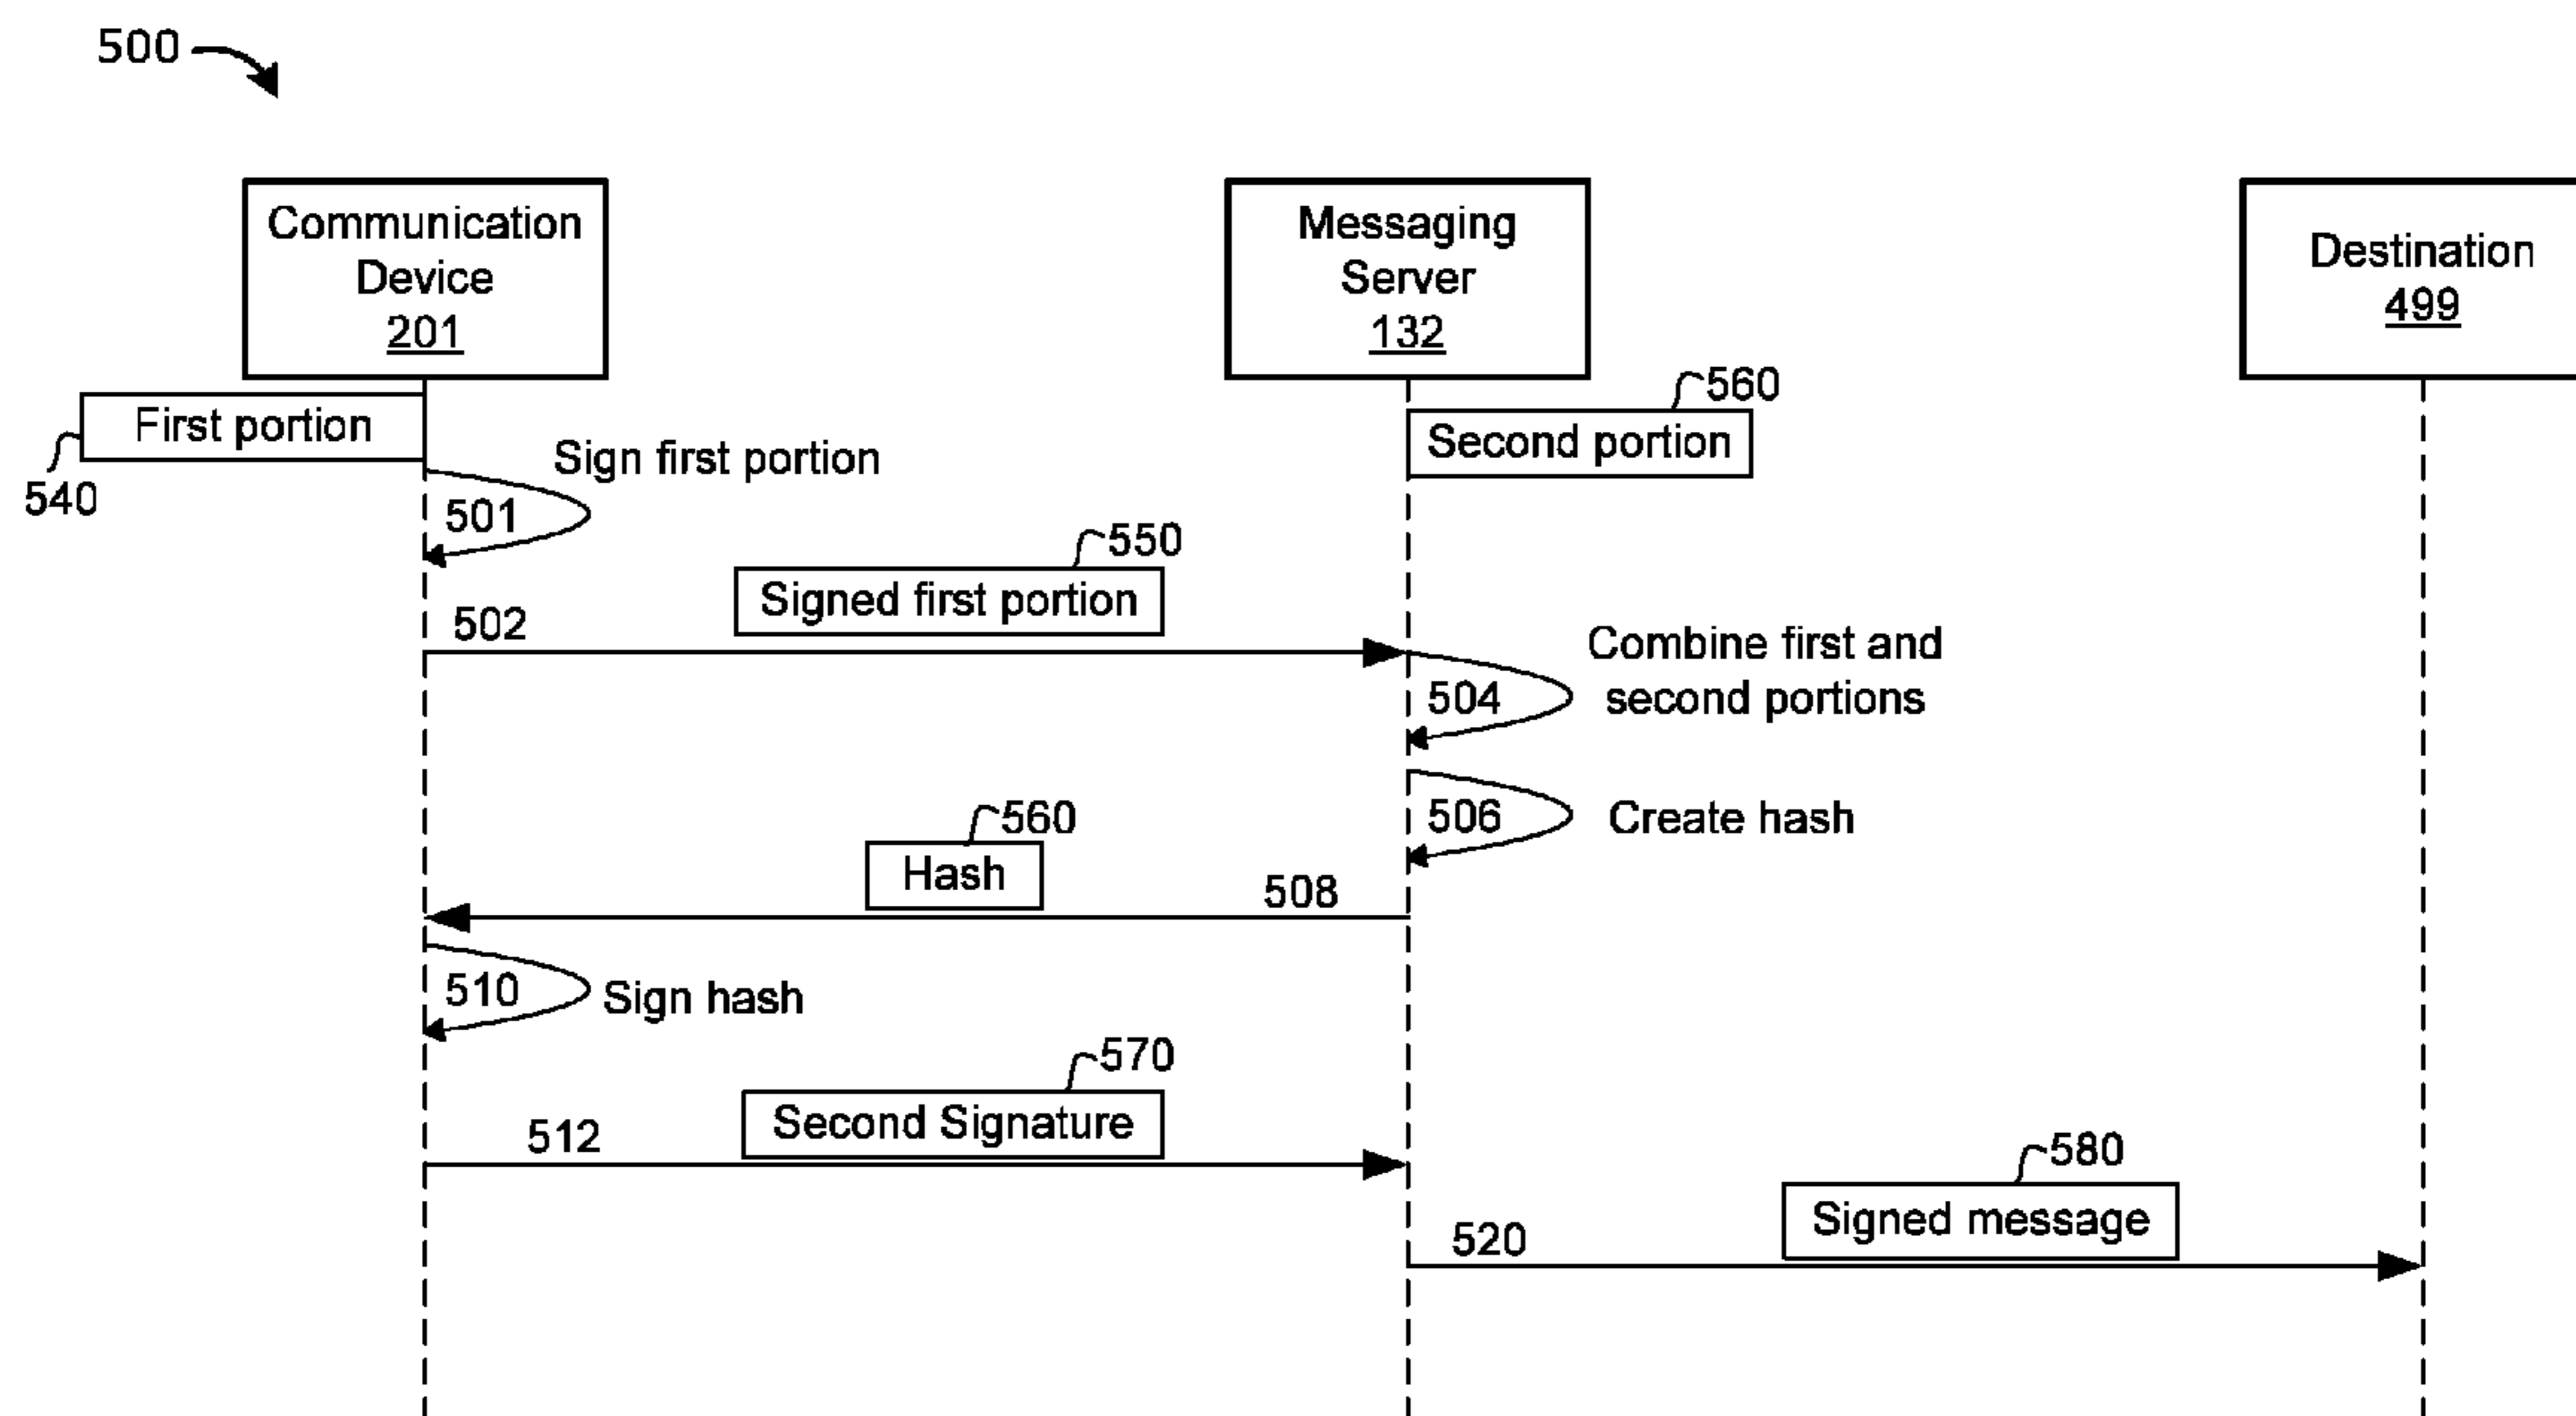 500
Communication
Device
201
Messaging
Server
132
Destination
499
First portion
540
560
Second portion
Sign first portion
501
550
Signed first portion
502
Combine first and
second portions
504
506
Create hash
560
Hash
508
510
Sign hash
570
Second Signature
512
580
Signed message
520